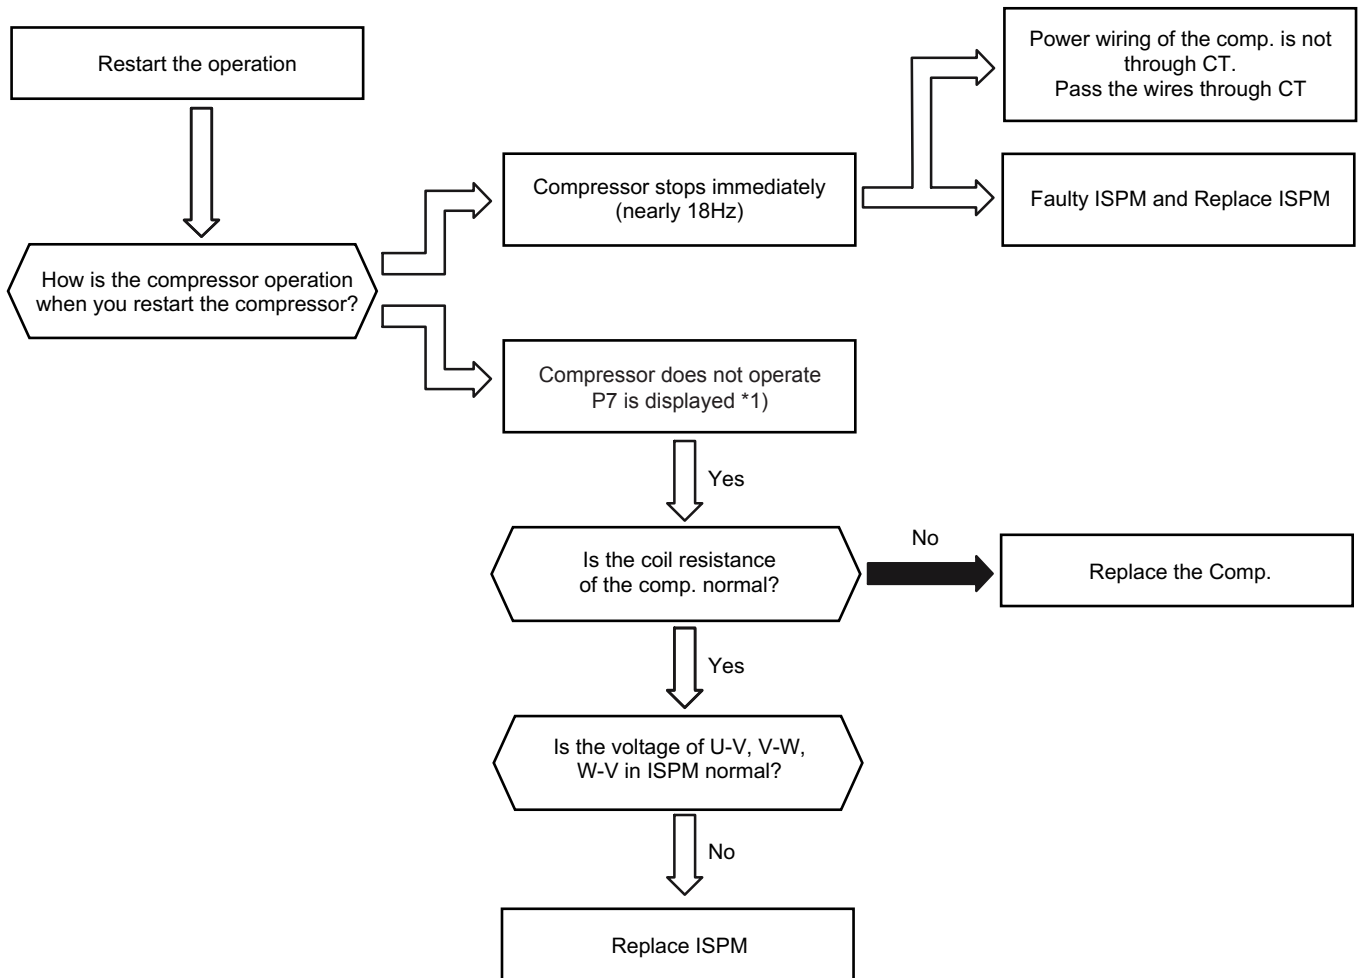 Restart the operation
Power wiring of the comp. is not
through CT.
Pass the wires through CT
Compressor stops immediately
(nearly 18Hz)
Faulty ISPM and Replace ISPM
How is the compressor operation
when you restart the compressor?
Compressor does not operate
P7 is displayed *1)
Yes
Is the coil resistance
of the comp. normal?
No
Replace the Comp.
Yes
Is the voltage of U-V, V-W,
W-V in ISPM normal?
No
Replace ISPM